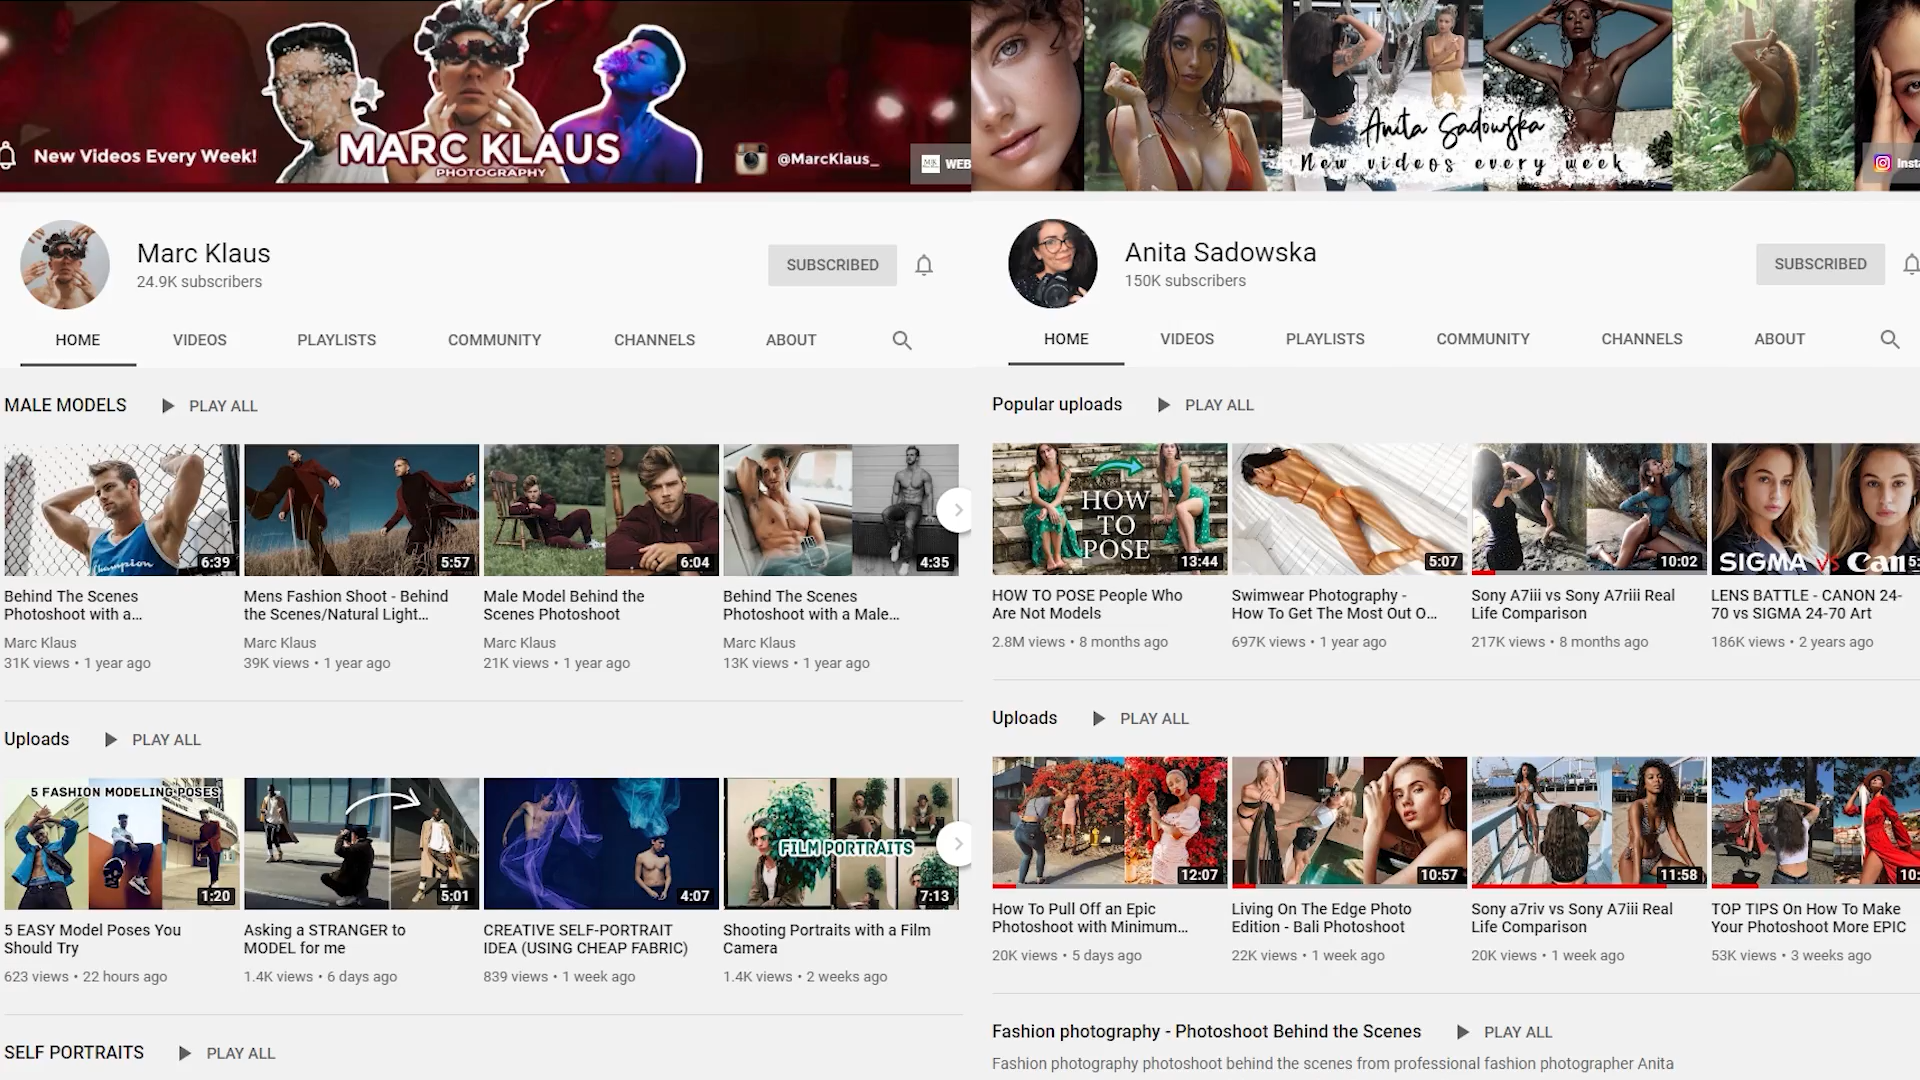 New Videos Every Week!
MARC KLAUS
PHOTOGRAPHY
@MarcKlaus_
WEB
Marc Klaus
24.9K subscribers
SUBSCRIBED
HOME VIDEOS PLAYLISTS COMMUNITY CHANNELS ABOUT
MALE MODELS PLAY ALL
Champion
6:39
5:57
6:04
4:35
Behind The Scenes
Photoshoot with a...
Marc Klaus
31K views • 1 year ago
Mens Fashion Shoot - Behind
the Scenes/Natural Light...
Marc Klaus
39K views • 1 year ago
Male Model Behind the
Scenes Photoshoot
Marc Klaus
21K views • 1 year ago
Behind The Scenes
Photoshoot with a Male...
Marc Klaus
13K views • 1 year ago
Uploads PLAY ALL
5 FASHION MODELING POSES
1:20
5:01
4:07
FILM PORTRAITS
7:13
5 EASY Model Poses You
Should Try
623 views • 22 hours ago
Asking a STRANGER to
MODEL for me
1.4K views • 6 days ago
CREATIVE SELF-PORTRAIT
IDEA (USING CHEAP FABRIC)
839 views • 1 week ago
Shooting Portraits with a Film
Camera
1.4K views • 2 weeks ago
SELF PORTRAITS PLAY ALL
Anita Sadowska
New videos every week
Insta
Anita Sadowska
150K subscribers
SUBSCRIBED
HOME VIDEOS PLAYLISTS COMMUNITY CHANNELS ABOUT
Popular uploads PLAY ALL
HOW
TO
POSE
13:44
5:07
10:02
SIGMA vs Can
5:
HOW TO POSE People Who
Are Not Models
2.8M views • 8 months ago
Swimwear Photography -
How To Get The Most Out O...
697K views • 1 year ago
Sony A7iii vs Sony A7riii Real
Life Comparison
217K views • 8 months ago
LENS BATTLE - CANON 24-
70 vs SIGMA 24-70 Art
186K views • 2 years ago
Uploads PLAY ALL
12:07
10:57
11:58
10:
How To Pull Off an Epic
Photoshoot with Minimum...
20K views • 5 days ago
Living On The Edge Photo
Edition - Bali Photoshoot
22K views • 1 week ago
Sony a7riv vs Sony A7iii Real
Life Comparison
20K views • 1 week ago
TOP TIPS On How To Make
Your Photoshoot More EPIC
53K views • 3 weeks ago
Fashion photography - Photoshoot Behind the Scenes PLAY ALL
Fashion photography photoshoot behind the scenes from professional fashion photographer Anita